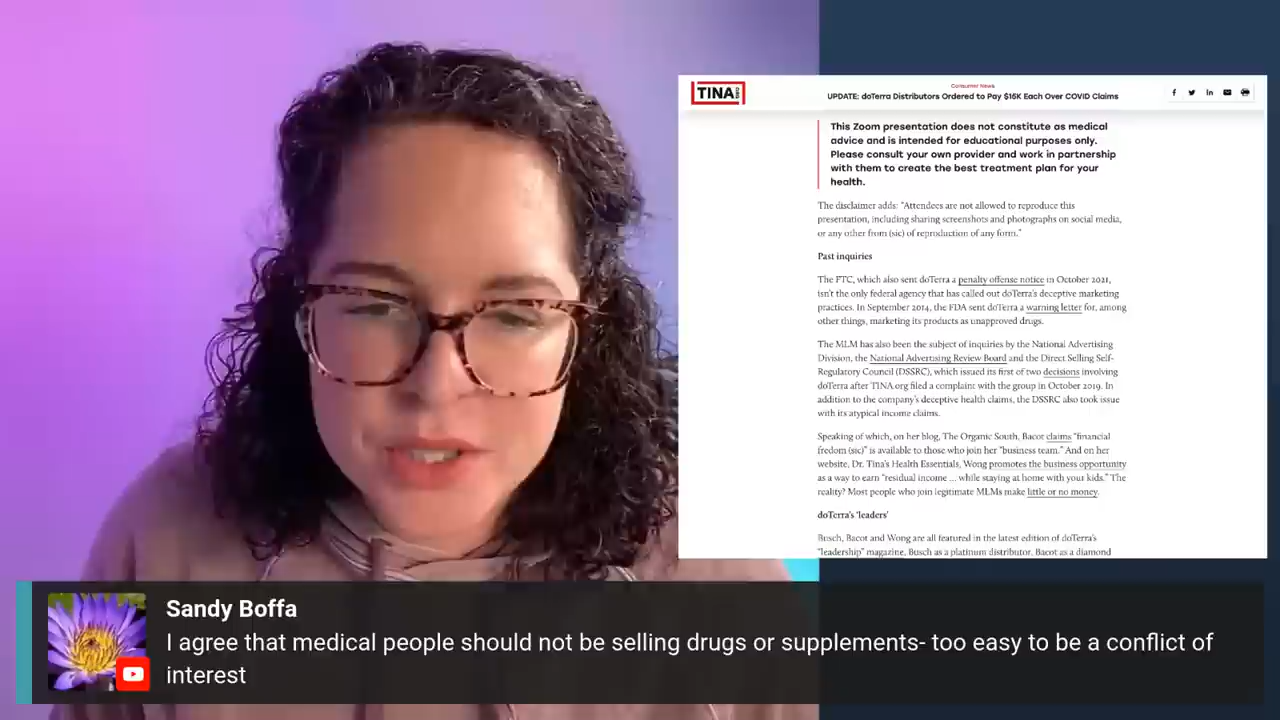 TINA.ORG
Consumer News
UPDATE: doTerra Distributors Ordered to Pay $16K Each Over COVID Claims
This Zoom presentation does not constitute as medical
advice and is intended for educational purposes only.
Please consult your own provider and work in partnership
with them to create the best treatment plan for your
health.
The disclaimer adds: “Attendees are not allowed to reproduce this
presentation, including sharing screenshots and photographs on social media,
or any other from (sic) of reproduction of any form.”
Past inquiries
The FTC, which also sent doTerra a penalty offense notice in October 2021,
isn’t the only federal agency that has called out doTerra’s deceptive marketing
practices. In September 2014, the FDA sent doTerra a warning letter for, among
other things, marketing its products as unapproved drugs.
The MLM has also been the subject of inquiries by the National Advertising
Division, the National Advertising Review Board and the Direct Selling Self-
Regulatory Council (DSSRC), which issued its first of two decisions involving
doTerra after TINA.org filed a complaint with the group in October 2019. In
addition to the company’s deceptive health claims, the DSSRC also took issue
with its atypical income claims.
Speaking of which, on her blog, The Organic South, Bacot claims “financial
fredom (sic)” is available to those who join her “business team.” And on her
website, Dr. Tina’s Health Essentials, Wong promotes the business opportunity
as a way to earn “residual income … while staying at home with your kids.” The
reality? Most people who join legitimate MLMs make little or no money.
doTerra’s ‘leaders’
Busch, Bacot and Wong are all featured in the latest edition of doTerra’s
“leadership” magazine, Busch as a platinum distributor, Bacot as a diamond
Sandy Boffa
I agree that medical people should not be selling drugs or supplements- too easy to be a conflict of
interest